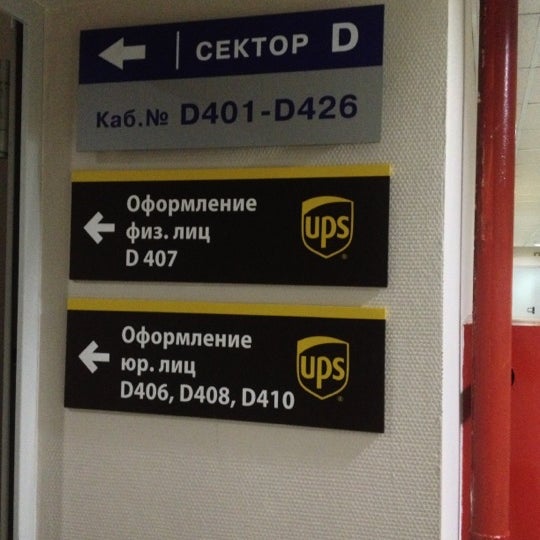 СЕКТОР D
Каб.№ D401-D426
Оформление
физ. лиц
D 407
ups
Оформление
юр. лиц
D406, D408, D410
ups